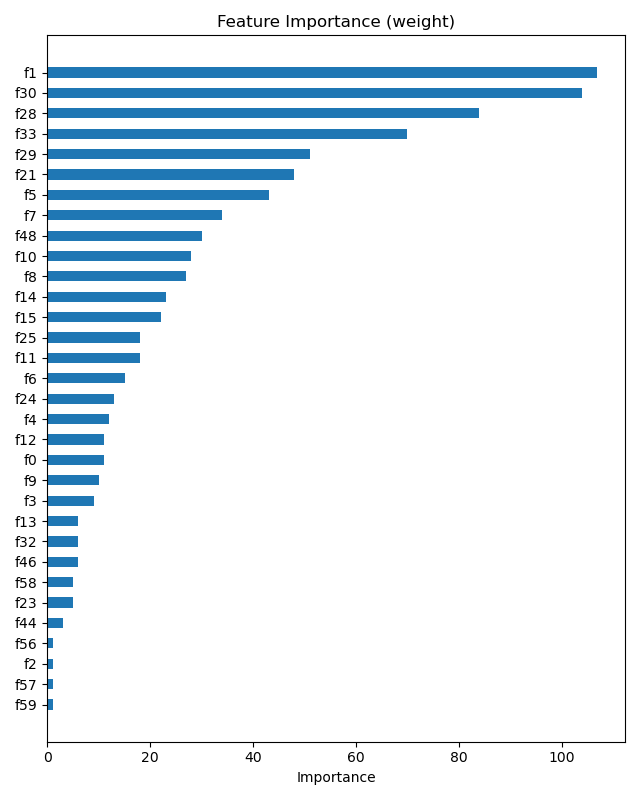 Feature Importance (weight)
f1
f30
f28
f33
f29
f21
f5
f7
f48
f10
f8
f14
f15
f25
f11
f6
f24
f4
f12
f0
f9
f3
f13
f32
f46
f58
f23
f44
f56
f2
f57
f59
0 20 40 60 80 100
Importance